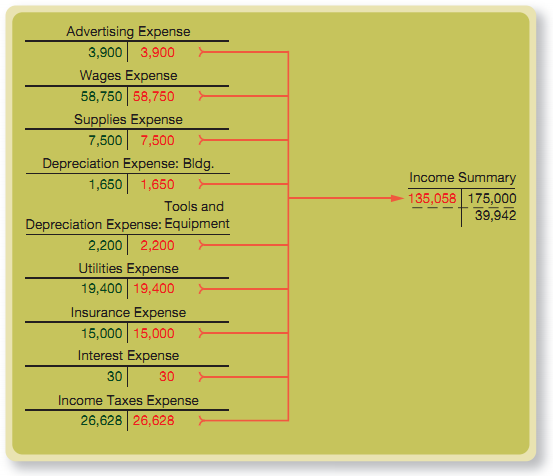 Advertising Expense
3,900 3,900
Wages Expense
58,750 58,750
Supplies Expense
7,500 7,500
Depreciation Expense: Bldg.
1,650 1,650
Tools and
Depreciation Expense: Equipment
2,200 2,200
Utilities Expense
19,400 19,400
Insurance Expense
15,000 15,000
Interest Expense
30 30
Income Taxes Expense
26,628 26,628
Income Summary
135,058 175,000
39,942